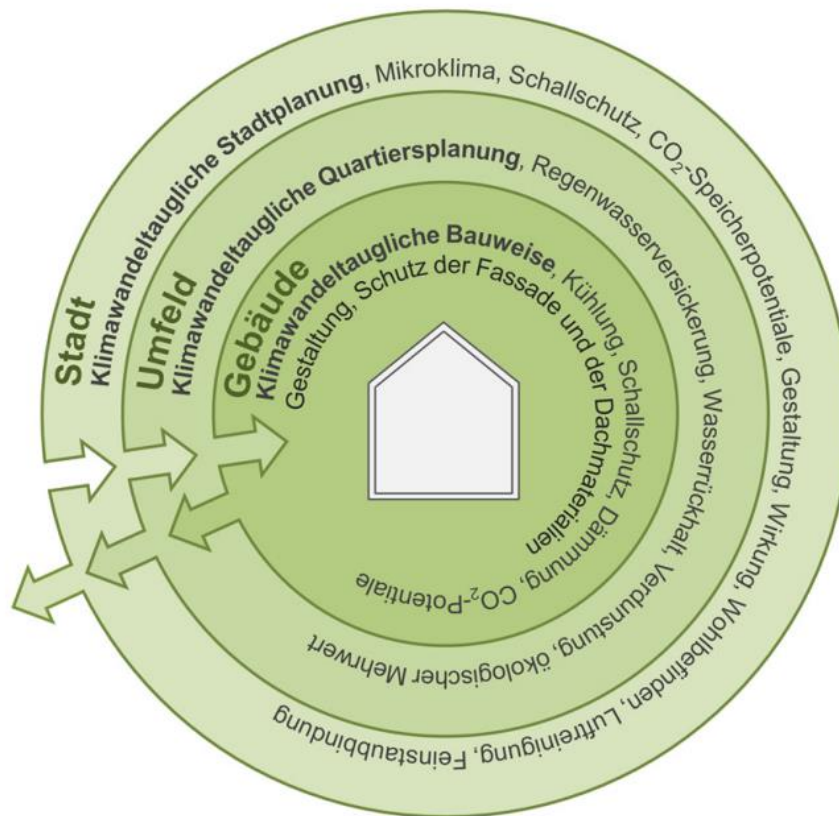 Stadt
Klimawandeltaugliche Stadtplanung, Mikroklima, Schallschutz, CO₂-Speicherpotentiale, Gestaltung, Wirkung, Wohlbefinden, Luftreinigung, Feinstaubbindung
Umfeld
Klimawandeltaugliche Quartiersplanung, Regenwasserversickerung, Wasserrückhalt, Verdunstung, ökologischer Mehrwert
Gebäude
Klimawandeltaugliche Bauweise, Kühlung, Schallschutz, Dämmung, CO₂-Potentiale
Gestaltung, Schutz der Fassade und der Dachmaterialien